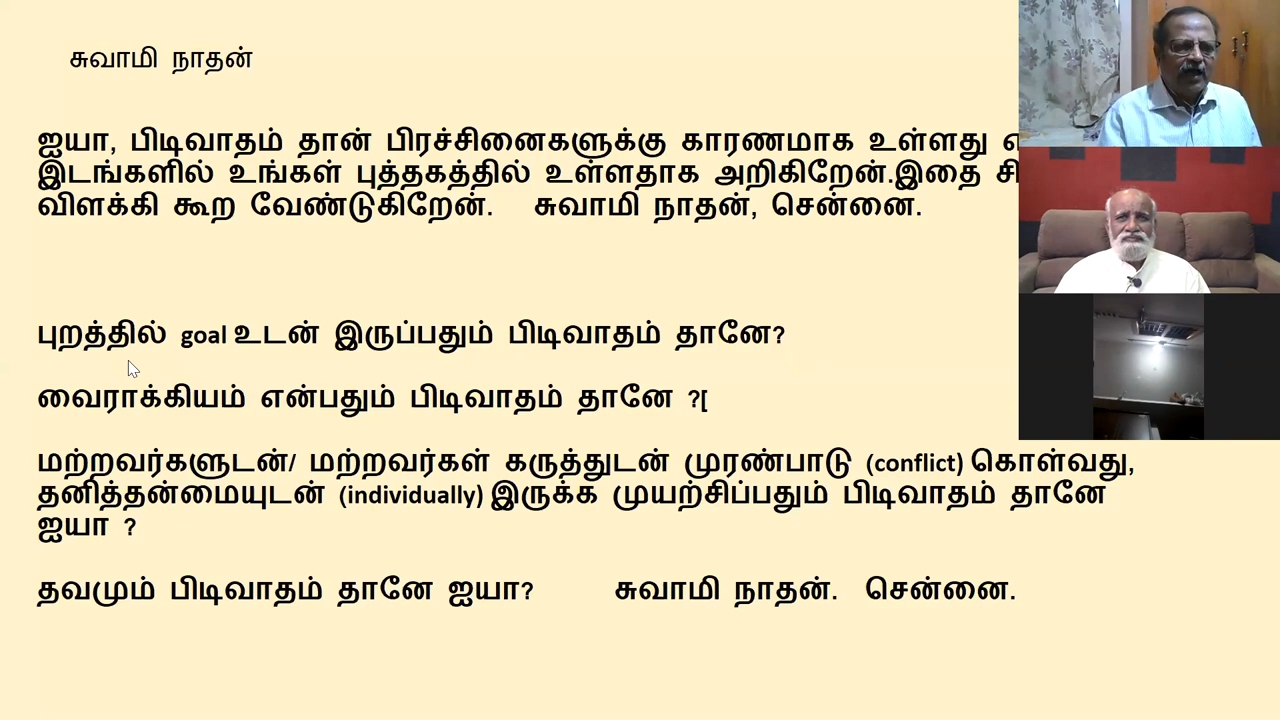 சுவாமி நாதன்
ஐயா, பிடிவாதம் தான் பிரச்சினைகளுக்கு காரணமாக உள்ளது
இடங்களில் உங்கள் புத்தகத்தில் உள்ளதாக அறிகிறேன்.இதை
விளக்கி கூற வேண்டுகிறேன். சுவாமி நாதன், சென்னை.
புறத்தில் goal உடன் இருப்பதும் பிடிவாதம் தானே?
வைராக்கியம் என்பதும் பிடிவாதம் தானே ?[
மற்றவர்களுடன்/ மற்றவர்கள் கருத்துடன் முரண்பாடு (conflict) கொள்வது,
தனித்தன்மையுடன் (individually) இருக்க முயற்சிப்பதும் பிடிவாதம் தானே
ஐயா ?
தவமும் பிடிவாதம் தானே ஐயா? சுவாமி நாதன். சென்னை.